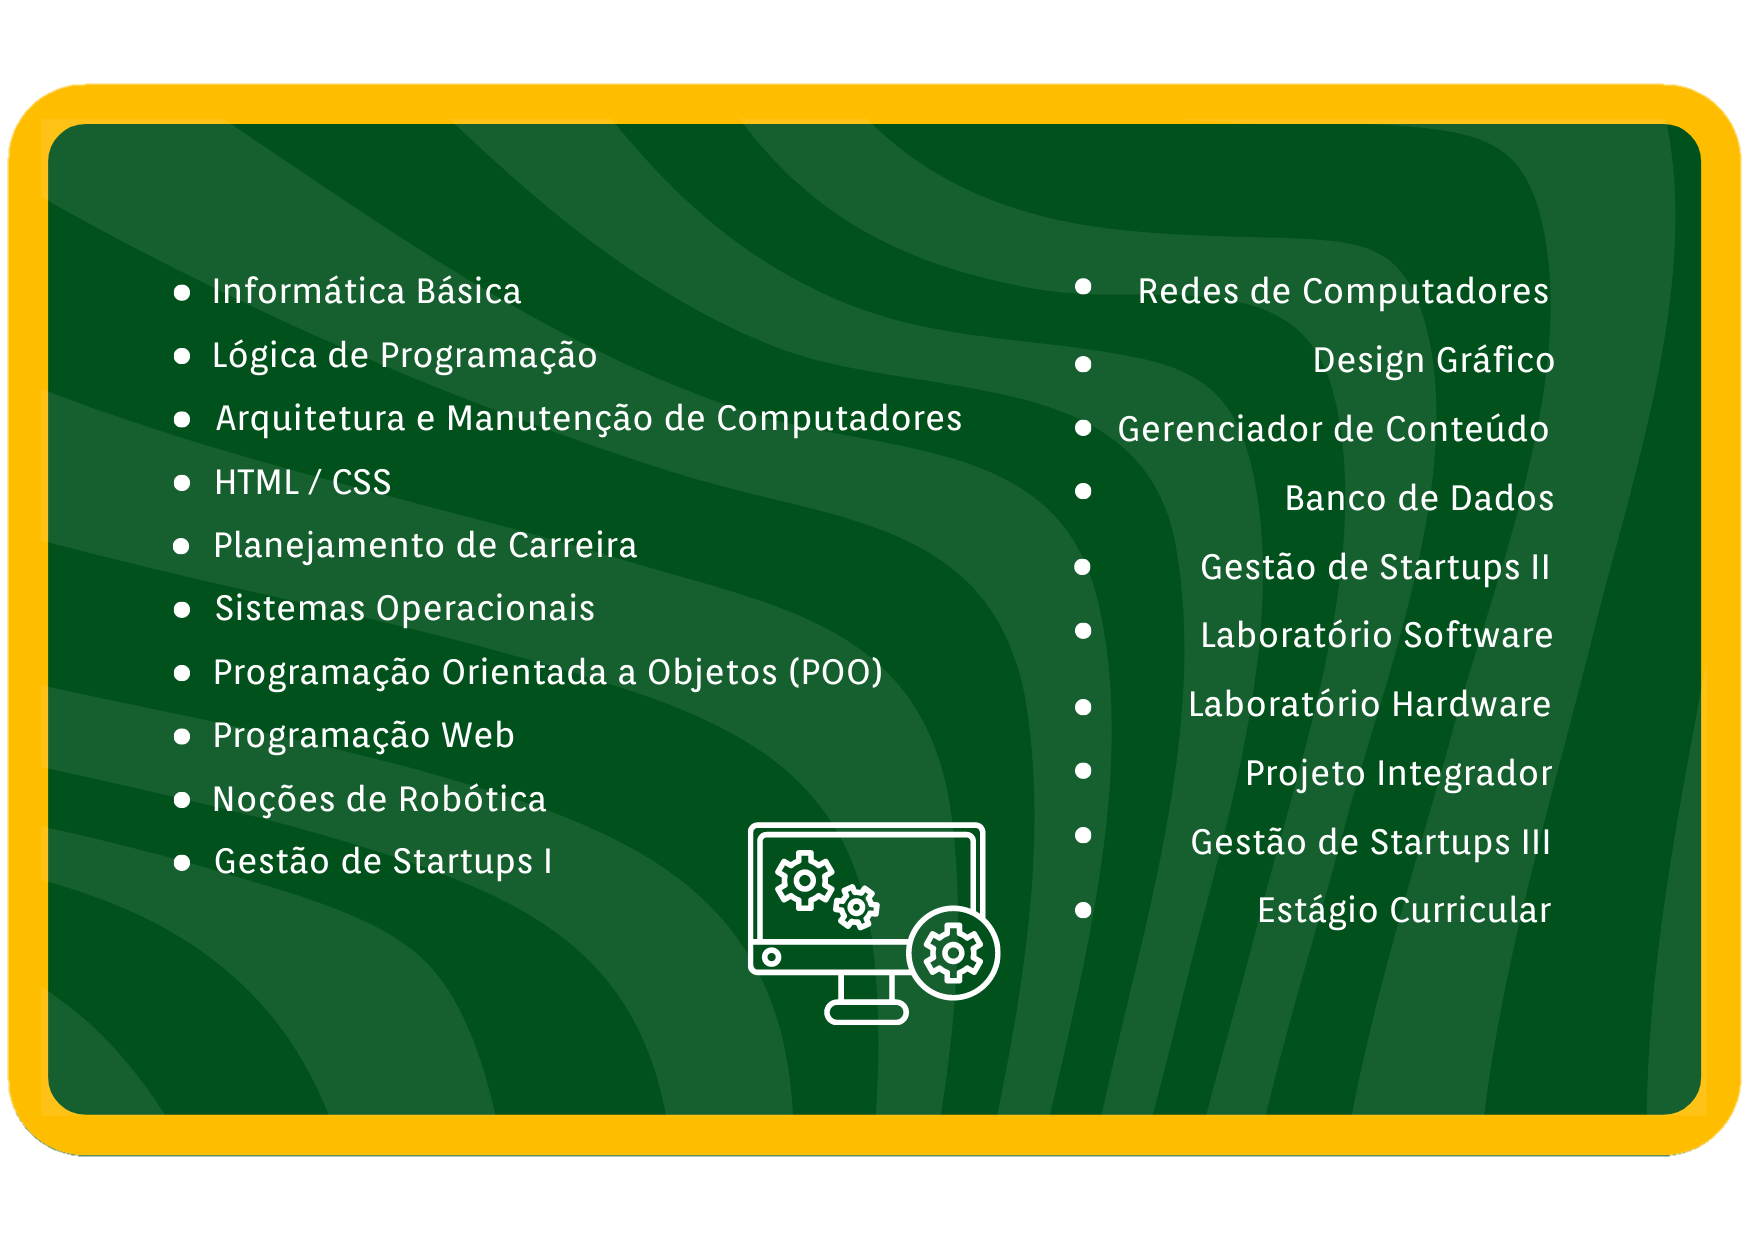 Informática Básica
Lógica de Programação
Arquitetura e Manutenção de Computadores
HTML / CSS
Planejamento de Carreira
Sistemas Operacionais
Programação Orientada a Objetos (POO)
Programação Web
Noções de Robótica
Gestão de Startups I
Redes de Computadores
Design Gráfico
Gerenciador de Conteúdo
Banco de Dados
Gestão de Startups II
Laboratório Software
Laboratório Hardware
Projeto Integrador
Gestão de Startups III
Estágio Curricular